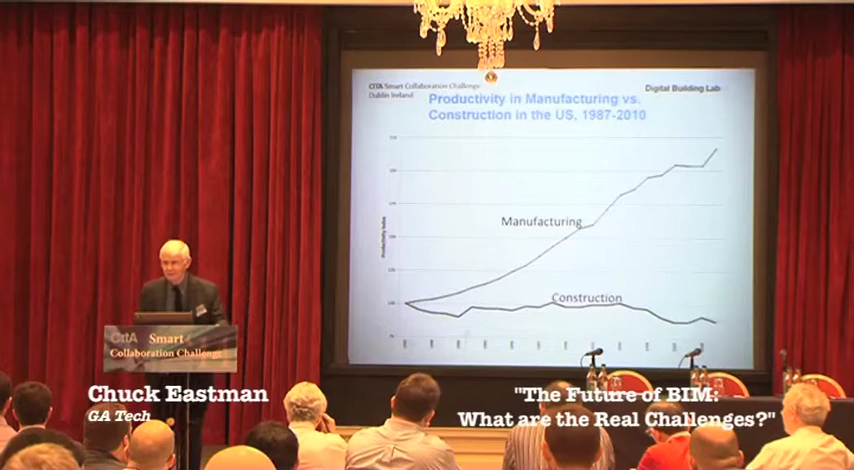 CITA Smart Collaboration Challenge
Dublin Ireland
Digital Building Lab
Productivity in Manufacturing vs.
Construction in the US, 1987-2010
Productivity Index
Manufacturing
Construction
CITA Smart
Collaboration Challenge
Chuck Eastman
GA Tech
"The Future of BIM:
What are the Real Challenges?"